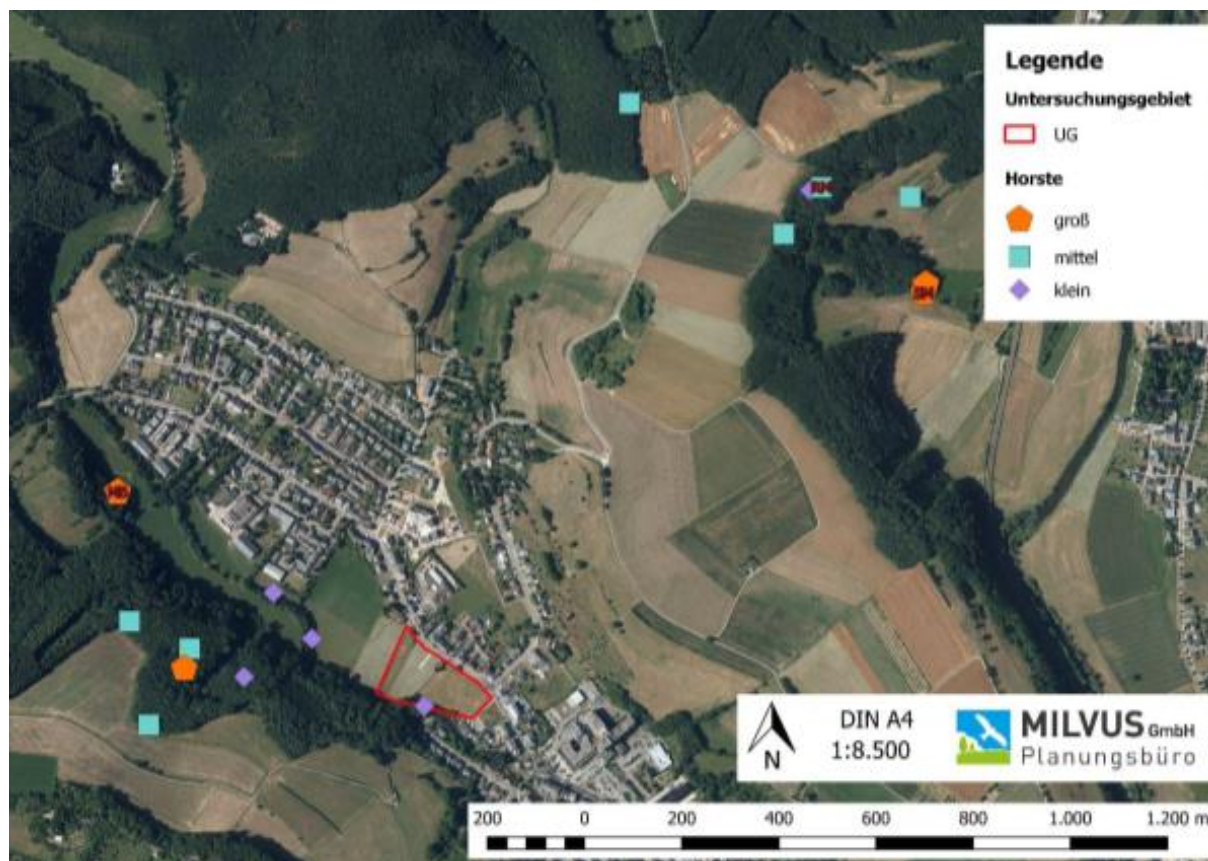 Legende
Untersuchungsgebiet
UG
Horste
groß
mittel
klein
DIN A4
1:8.500
N
MILVUS GmbH
Planungsbüro
200 0 200 400 600 800 1.000 1.200 m